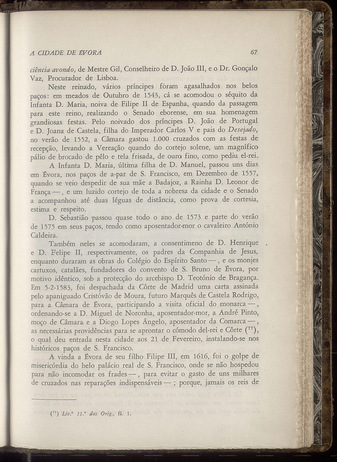 A CIDADE DE ÉVORA 67
ciência avondo, de Mestre Gil, Conselheiro de D. João III, e o Dr. Gonçalo
Vaz, Procurador de Lisboa.
Neste reinado, vários príncipes foram agasalhados nos belos
paços: em meados de Outubro de 1543, cá se acomodou o séquito da
Infanta D. Maria, noiva de Filipe II de Espanha, quando da passagem
para este reino, realizando o Senado eborense, em sua homenagem
grandiosas festas. Pelo noivado dos príncipes D. João de Portugal
e D. Joana de Castela, filha do Imperador Carlos V e pais do Desejado,
no verão de 1552, a Câmara gastou 1.000 cruzados com as festas de
recepção, levando a Vereação quando do cortejo solene, um magnífico
pálio de brocado de pêlo e tela frisada, de ouro fino, como pediu el-rei.
A Infanta D. Maria, última filha de D. Manuel, passou uns dias
em Évora, nos paços de a-par de S. Francisco, em Dezembro de 1557,
quando se veio despedir de sua mãe a Badajoz, a Rainha D. Leonor de
França —, e um luzido cortejo de toda a nobreza da cidade e o Senado
a acompanhou até duas léguas de distância, como prova de cortesia,
estima e respeito.
D. Sebastião passou quase todo o ano de 1573 e parte do verão
de 1575 em seus paços, tendo como aposentador-mor o cavaleiro António
Caldeira.
Também neles se acomodaram, a consentimeno de D. Henrique
e D. Felipe II, respectivamente, os padres da Companhia de Jesus,
enquanto duraram as obras do Colégio do Espírito Santo —, e os monjes
cartuxos, catalães, fundadores do convento de S. Bruno de Évora, por
motivo idêntico, sob a protecção do arcebispo D. Teotónio de Bragança.
Em 5-2-1583, foi despachada da Côrte de Madrid uma carta assinada
pelo apaniguado Cristóvão de Moura, futuro Marquês de Castela Rodrigo,
para a Câmara de Évora, participando a visita oficial do monarca —,
ordenando-se a D. Miguel de Noronha, aposentador-mor, a André Pinto,
moço de Câmara e a Diogo Lopes Ângelo, aposentador da Comarca —,
as necessárias providências para se aprontar o cómodo del-rei e Côrte (¹¹),
o qual deu entrada nesta cidade aos 21 de Fevereiro, instalando-se nos
históricos paços de S. Francisco.
A vinda a Évora de seu filho Filipe III, em 1616, foi o golpe de
misericórdia do belo palácio real de S. Francisco, onde se não hospedou
para não incomodar os frades —, para evitar o gasto de uns milhares
de cruzados nas reparações indispensáveis — ; porque, jamais os reis de
(¹¹) Liv.º 11.º dos Orig., fl. 1.